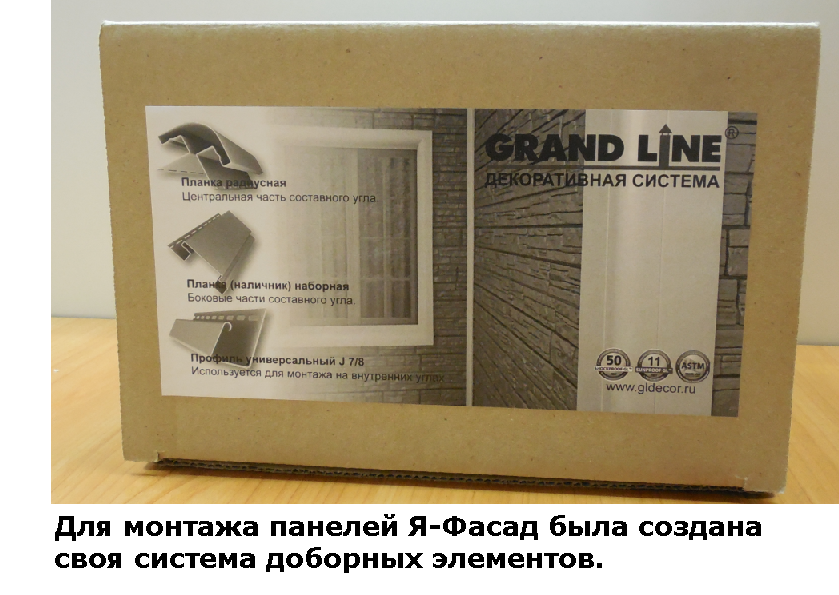 Планка радиусная
Центральная часть составного угла.
Планка (наличник) наборная
Боковые части составного угла.
Профиль универсальный J 7/8
Используется для монтажа на внутренних углах.
GRAND LINE®
ДЕКОРАТИВНАЯ СИСТЕМА
50
11
ASTM
www.gldecor.ru
Для монтажа панелей Я-Фасад была создана
своя система доборных элементов.